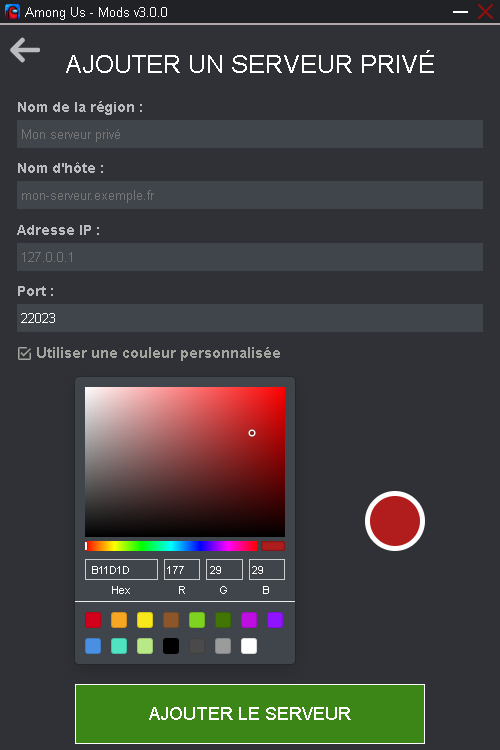 Among Us - Mods v3.0.0
AJOUTER UN SERVEUR PRIVÉ
Nom de la région :
Mon serveur privé
Nom d'hôte :
mon-serveur.exemple.fr
Adresse IP :
127.0.0.1
Port :
22023
Utiliser une couleur personnalisée
B11D1D 177 29 29
Hex R G B
AJOUTER LE SERVEUR